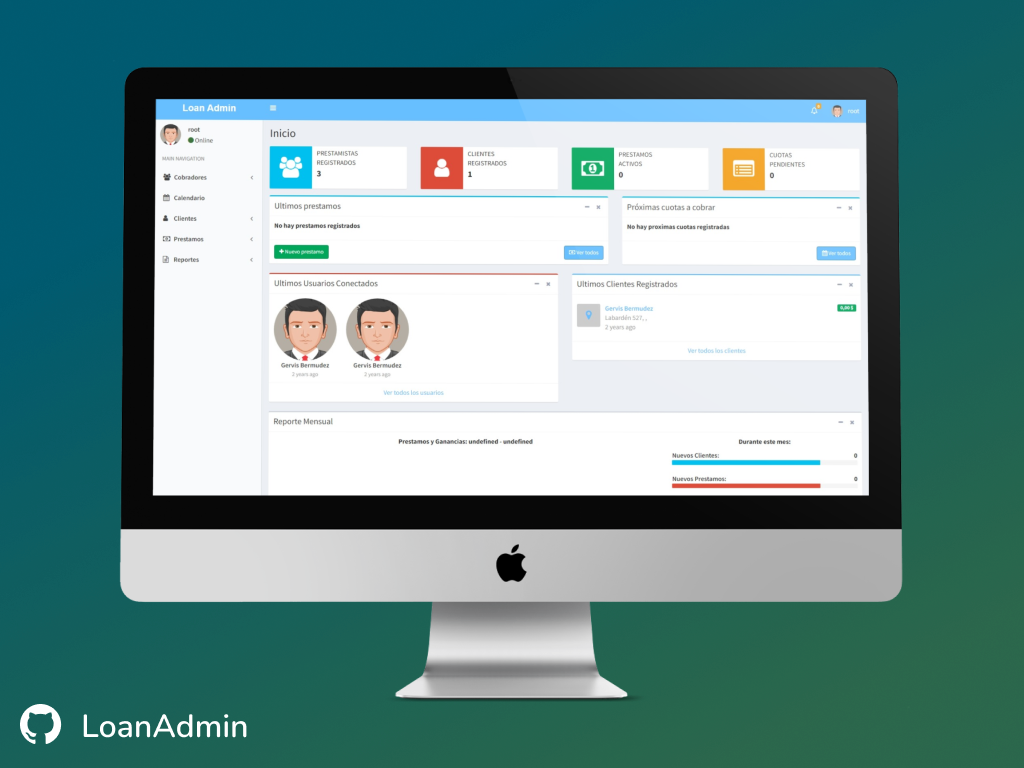 Loan Admin
root
root
Online
MAIN NAVIGATION
Cobradores
Calendario
Clientes
Prestamos
Reportes
Inicio
PRESTAMISTAS
REGISTRADOS
3
CLIENTES
REGISTRADOS
1
PRESTAMOS
ACTIVOS
0
CUOTAS
PENDIENTES
0
Ultimos prestamos
No hay prestamos registrados
Nuevo prestamo
Ver todos
Próximas cuotas a cobrar
No hay proximas cuotas registradas
Ver todos
Ultimos Usuarios Conectados
Gervis Bermudez
2 years ago
Gervis Bermudez
2 years ago
Ver todos los usuarios
Ultimos Clientes Registrados
Gervis Bermudez
0,00 $
Labardén 527, ,
2 years ago
Ver todos los clientes
Reporte Mensual
Prestamos y Ganancias: undefined - undefined
Durante este mes:
Nuevos Clientes: 0
Nuevos Prestamos: 0
LoanAdmin